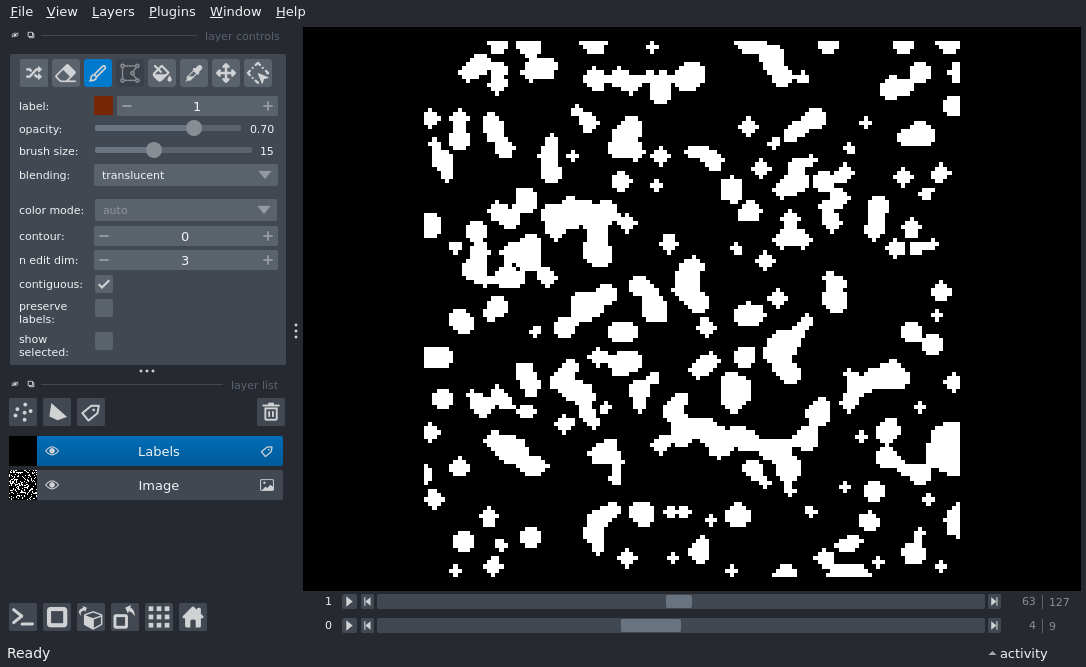 File View Layers Plugins Window Help
layer controls
label: 1
opacity: 0.70
brush size: 15
blending: translucent
color mode: auto
contour: 0
n edit dim: 3
contiguous:
preserve
labels:
show
selected:
layer list
Labels
Image
1 63 127
0 4 9
Ready activity